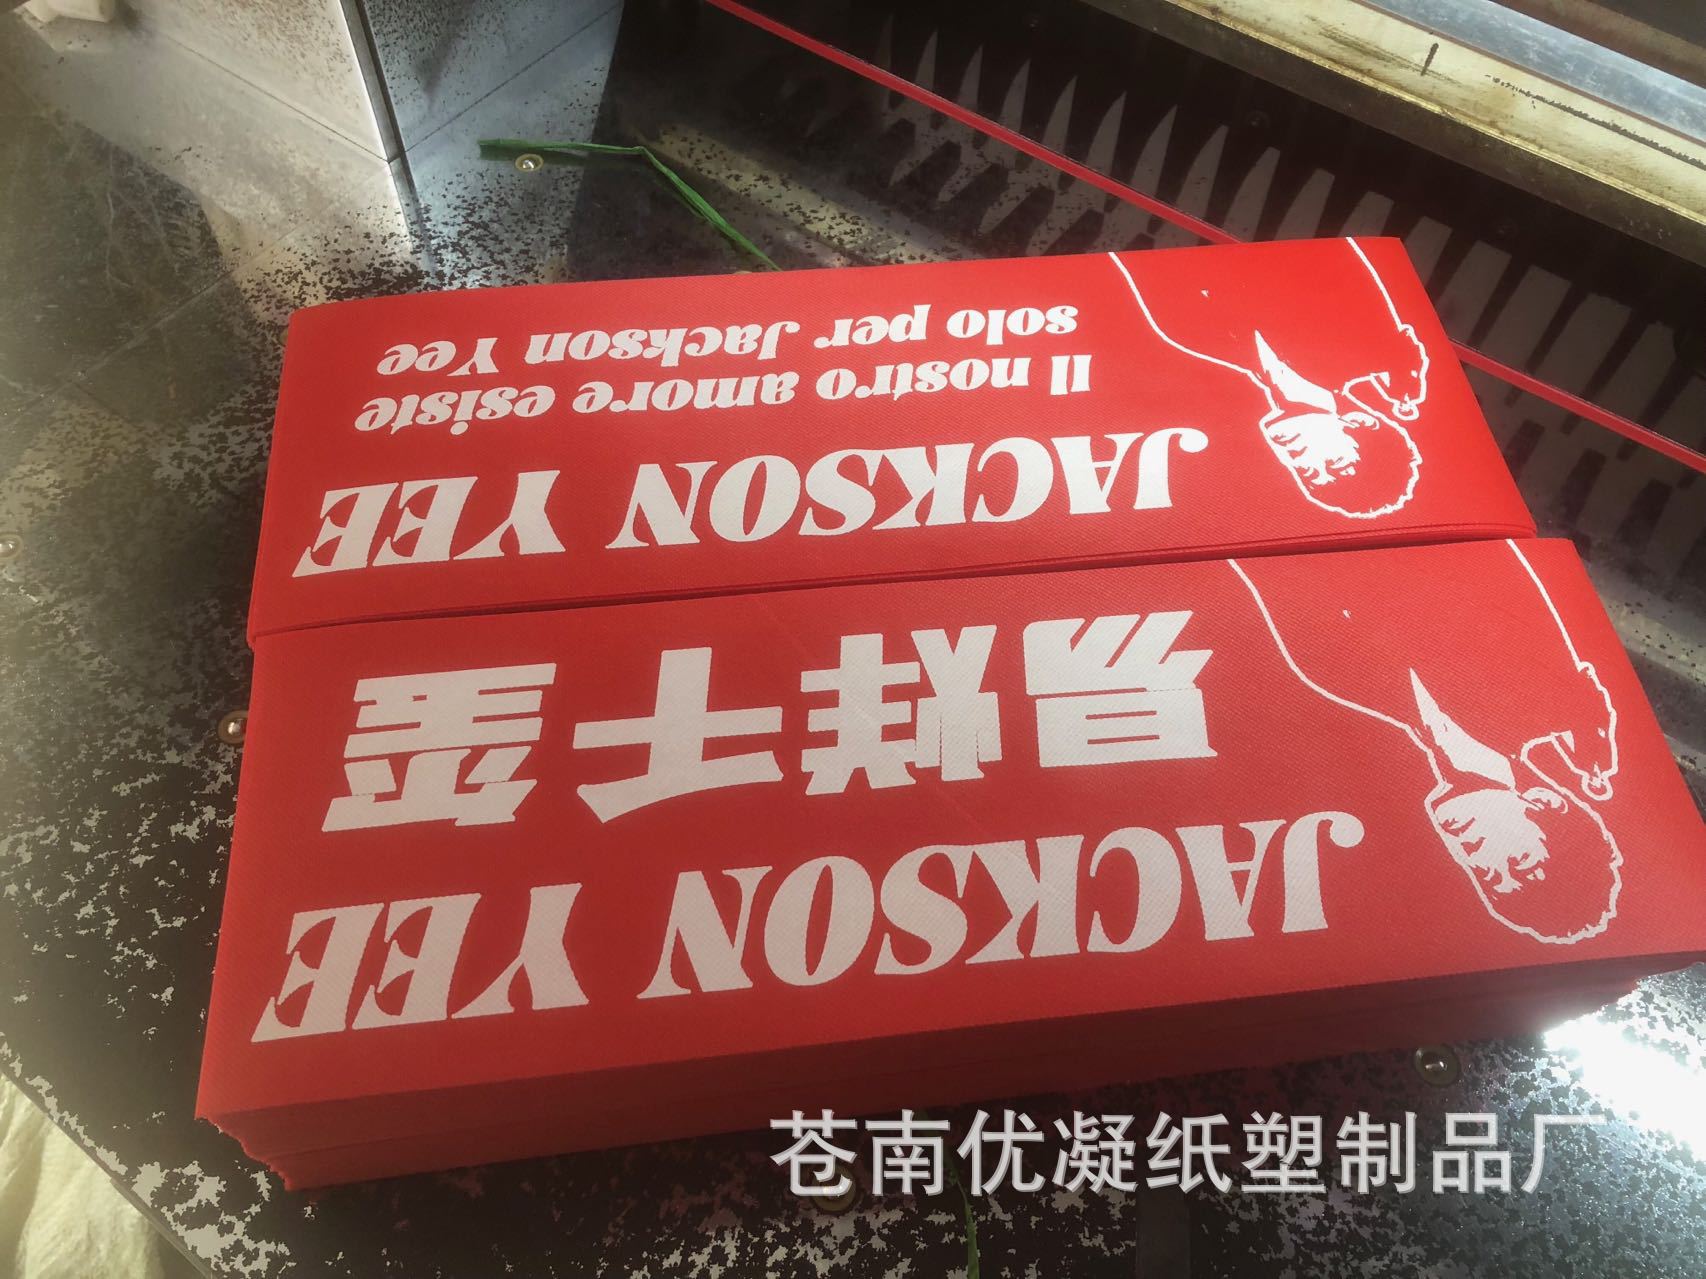 JACKSON YEE
易烊千玺
JACKSON YEE
Il nostro amore esiste
solo per Jackson Yee
苍南优凝纸塑制品厂